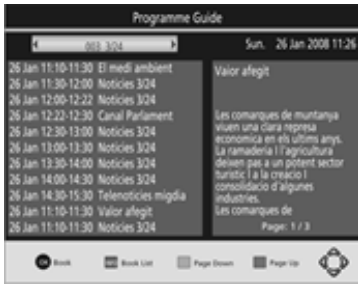 Programme Guide
003 3/24
Sun. 26 Jan 2008 11:26
26 Jan 11:10-11:30 El medi ambient
26 Jan 11:30-12:00 Noticies 3/24
26 Jan 12:00-12:22 Noticies 3/24
26 Jan 12:22-12:30 Canal Parlament
26 Jan 12:30-13:00 Noticies 3/24
26 Jan 13:00-13:30 Noticies 3/24
26 Jan 13:30-14:00 Noticies 3/24
26 Jan 14:00-14:30 Noticies 3/24
26 Jan 14:30-15:30 Telenoticies migdia
26 Jan 11:10-11:30 Valor afegit
26 Jan 11:10-11:30 Noticies 3/24
Valor afegit
Les comarques de muntanya
viuen una clara represa
economica en els ultims anys.
La ramaderia i l'agricultura
deixen pas a un potent sector
turistic i a la creacio i
consolidacio d'algunes
industries.
Les comarques de
Page: 1 / 3
OK Book
Book List
Page Down
Page Up